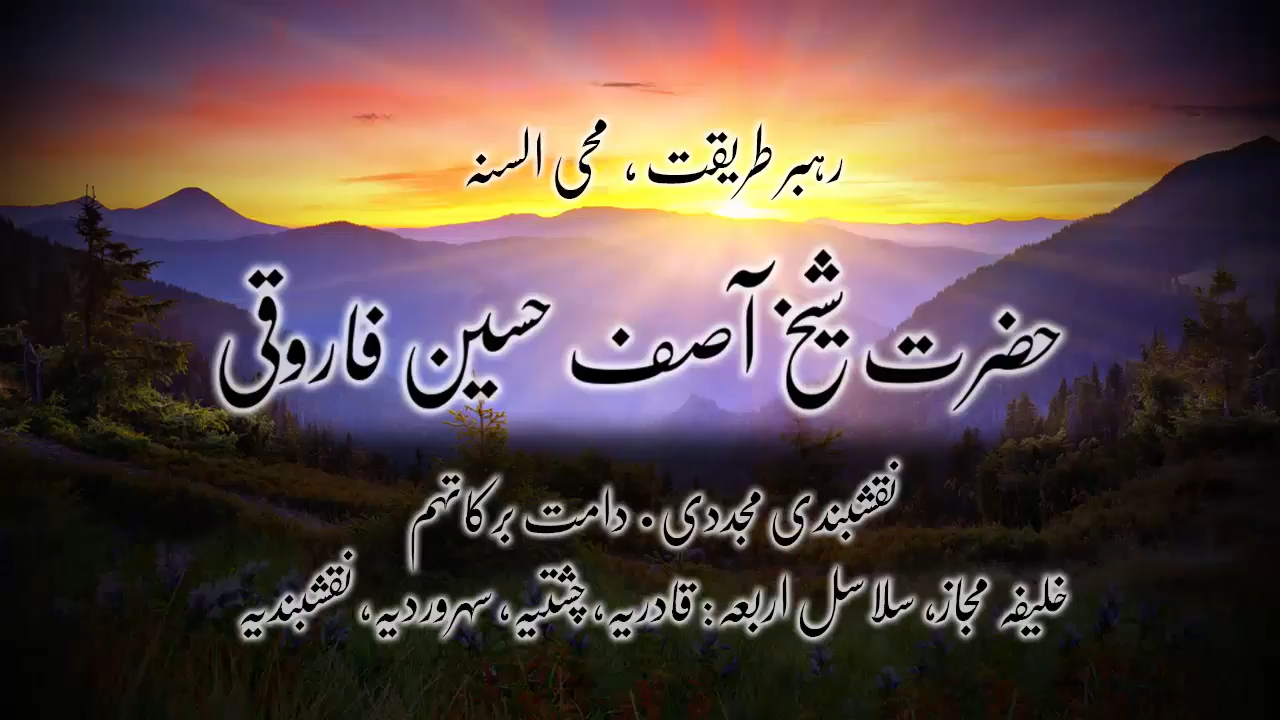 رہبر طریقت ، محی السنہ
حضرت شیخ آصف حسین فاروقی
نقشبندی مجددی . دامت برکاتہم
خلیفہ مجاز، سلاسل اربعہ : قادریہ، چشتیہ، سہروردیہ، نقشبندیہ